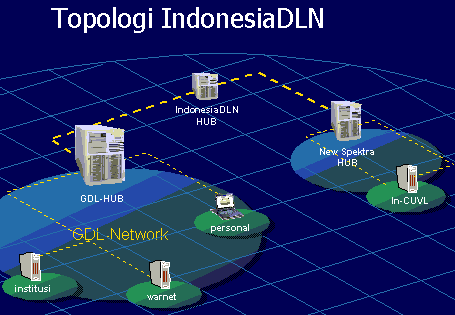 Topologi IndonesiaDLN
IndonesiaDLN
HUB
New Spektra
HUB
GDL-HUB
In-CUVL
personal
GDL-Network
institusi
warnet